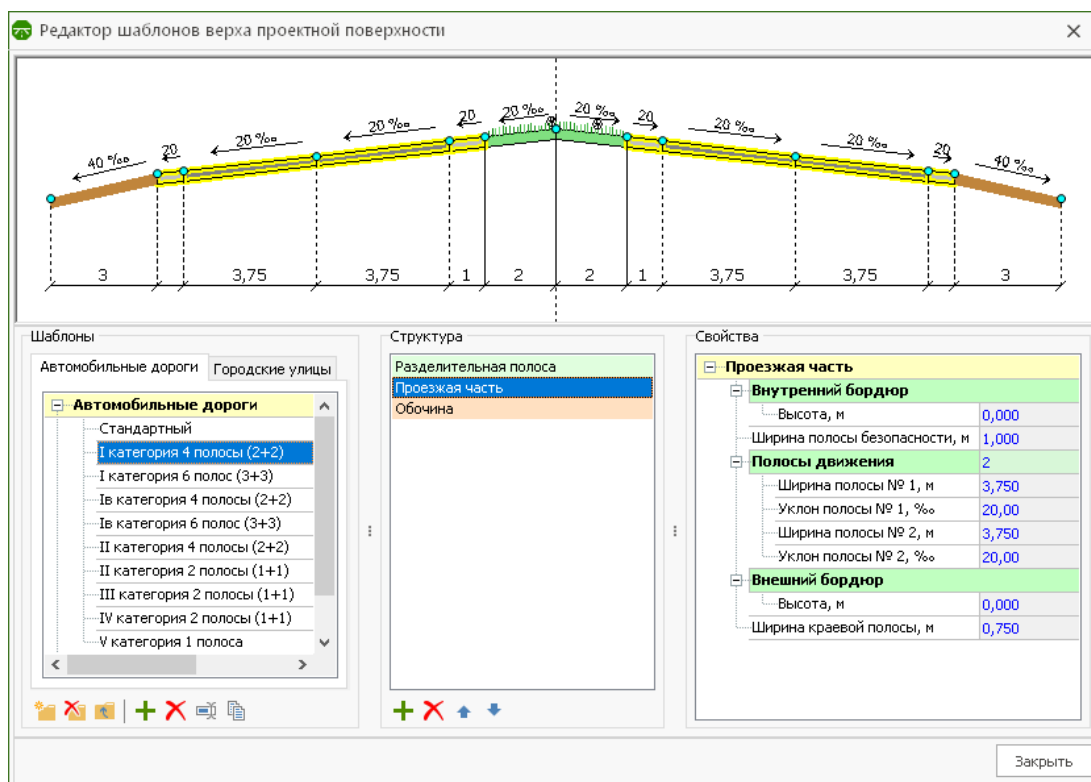 Редактор шаблонов верха проектной поверхности
40 ‰ 20 20 ‰ 20 ‰ 20 20 ‰ 20 ‰ 20 20 ‰ 20 ‰ 20 40 ‰
3 3,75 3,75 1 2 2 1 3,75 3,75 3
Шаблоны
Автомобильные дороги Городские улицы
Автомобильные дороги
Стандартный
I категория 4 полосы (2+2)
I категория 6 полос (3+3)
Iв категория 4 полосы (2+2)
Iв категория 6 полос (3+3)
II категория 4 полосы (2+2)
II категория 2 полосы (1+1)
III категория 2 полосы (1+1)
IV категория 2 полосы (1+1)
V категория 1 полоса
Структура
Разделительная полоса
Проезжая часть
Обочина
Свойства
Проезжая часть
Внутренний бордюр
Высота, м 0,000
Ширина полосы безопасности, м 1,000
Полосы движения 2
Ширина полосы № 1, м 3,750
Уклон полосы № 1, ‰ 20,00
Ширина полосы № 2, м 3,750
Уклон полосы № 2, ‰ 20,00
Внешний бордюр
Высота, м 0,000
Ширина краевой полосы, м 0,750
Закрыть